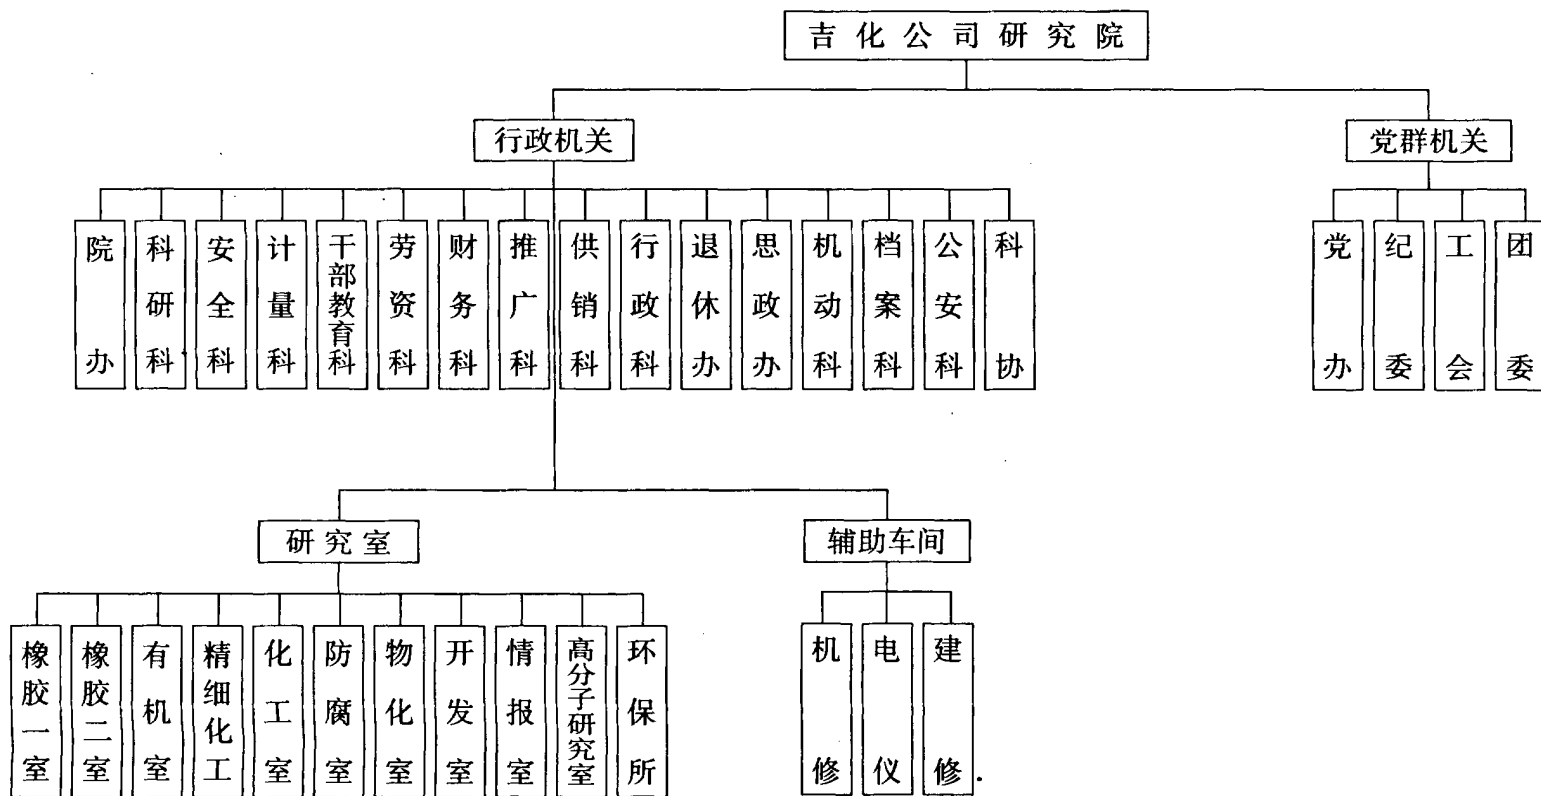 吉化公司研究院
行政机关
党群机关
院办
科研科
安全科
计量科
干部教育科
劳资科
财务科
推广科
供销科
行政科
退休办
思政办
机动科
档案科
公安科
科协
党办
纪委
工会
团委
研究室
辅助车间
橡胶一室
橡胶二室
有机室
精细化工
化工室
防腐室
物化室
开发室
情报室
高分子研究室
环保所
机修
电仪
建修